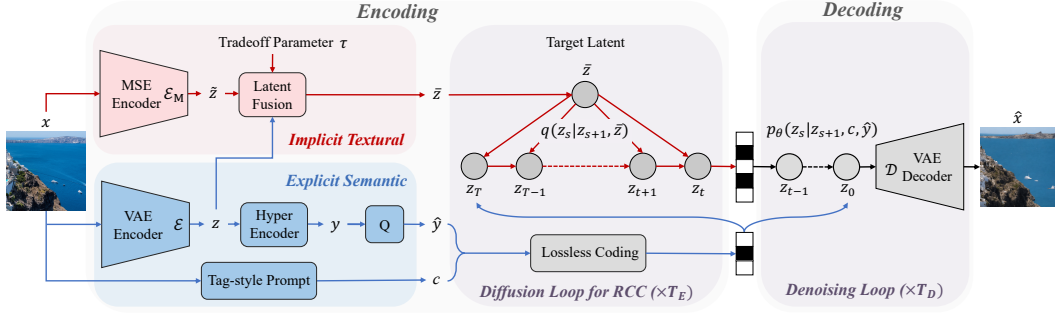 Encoding
Decoding
Tradeoff Parameter τ
Target Latent
z̄
MSE
Encoder
ℰ_M
z̃
Latent
Fusion
z̄
x
Implicit Textural
q(z_s|z_{s+1}, z̄)
z_T
z_{T−1}
z_{t+1}
z_t
p_θ(z_s|z_{s+1}, c, ŷ)
z_{t−1}
z_0
𝒟
VAE
Decoder
x̂
Explicit Semantic
VAE
Encoder
ℰ
z
Hyper
Encoder
y
Q
ŷ
Lossless Coding
Tag-style Prompt
c
Diffusion Loop for RCC (×T_E)
Denoising Loop (×T_D)